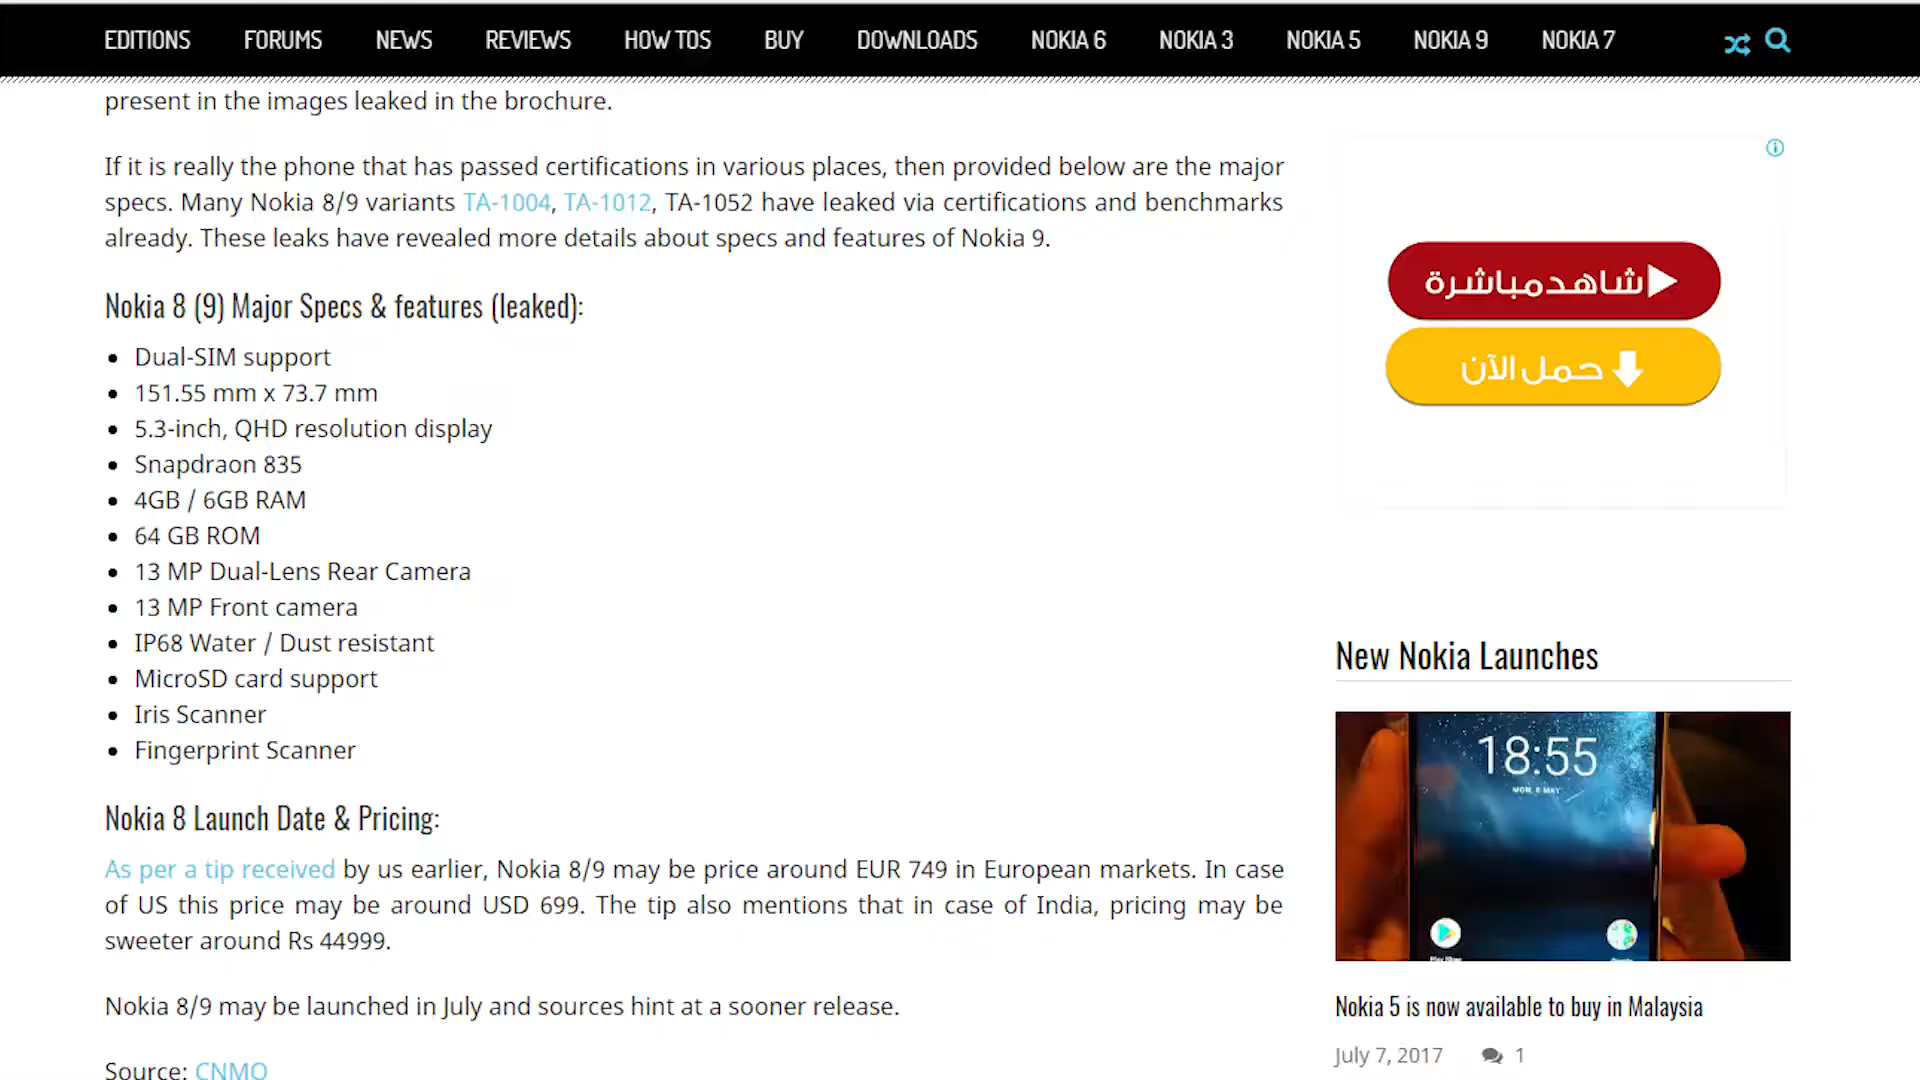 EDITIONS FORUMS NEWS REVIEWS HOW TOS BUY DOWNLOADS NOKIA 6 NOKIA 3 NOKIA 5 NOKIA 9 NOKIA 7
present in the images leaked in the brochure.
If it is really the phone that has passed certifications in various places, then provided below are the major
specs. Many Nokia 8/9 variants TA-1004, TA-1012, TA-1052 have leaked via certifications and benchmarks
already. These leaks have revealed more details about specs and features of Nokia 9.
Nokia 8 (9) Major Specs & features (leaked):
Dual-SIM support
151.55 mm x 73.7 mm
5.3-inch, QHD resolution display
Snapdraon 835
4GB / 6GB RAM
64 GB ROM
13 MP Dual-Lens Rear Camera
13 MP Front camera
IP68 Water / Dust resistant
MicroSD card support
Iris Scanner
Fingerprint Scanner
Nokia 8 Launch Date & Pricing:
As per a tip received by us earlier, Nokia 8/9 may be price around EUR 749 in European markets. In case
of US this price may be around USD 699. The tip also mentions that in case of India, pricing may be
sweeter around Rs 44999.
Nokia 8/9 may be launched in July and sources hint at a sooner release.
Source: CNMO
شاهد مباشرة
حمل الآن
New Nokia Launches
18:55
MON, 8 MAY
Play Store
Nokia 5 is now available to buy in Malaysia
July 7, 2017 1